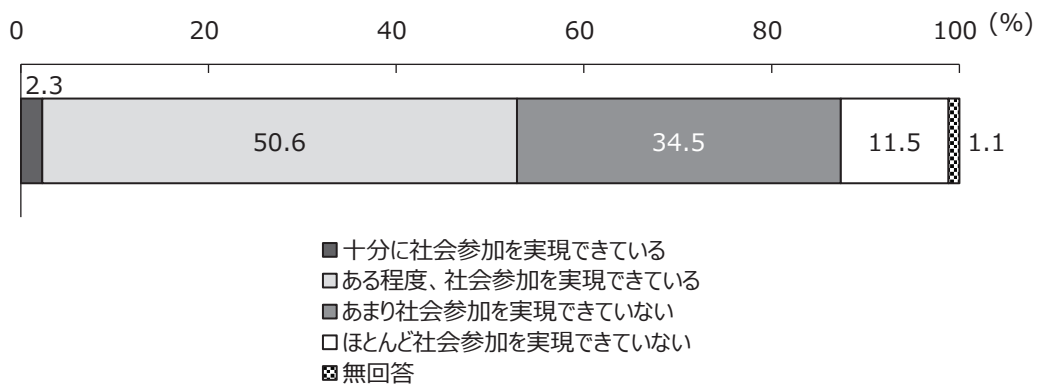 0 20 40 60 80 100 (%)
2.3
50.6 34.5 11.5 1.1
十分に社会参加を実現できている
ある程度、社会参加を実現できている
あまり社会参加を実現できていない
ほとんど社会参加を実現できていない
無回答